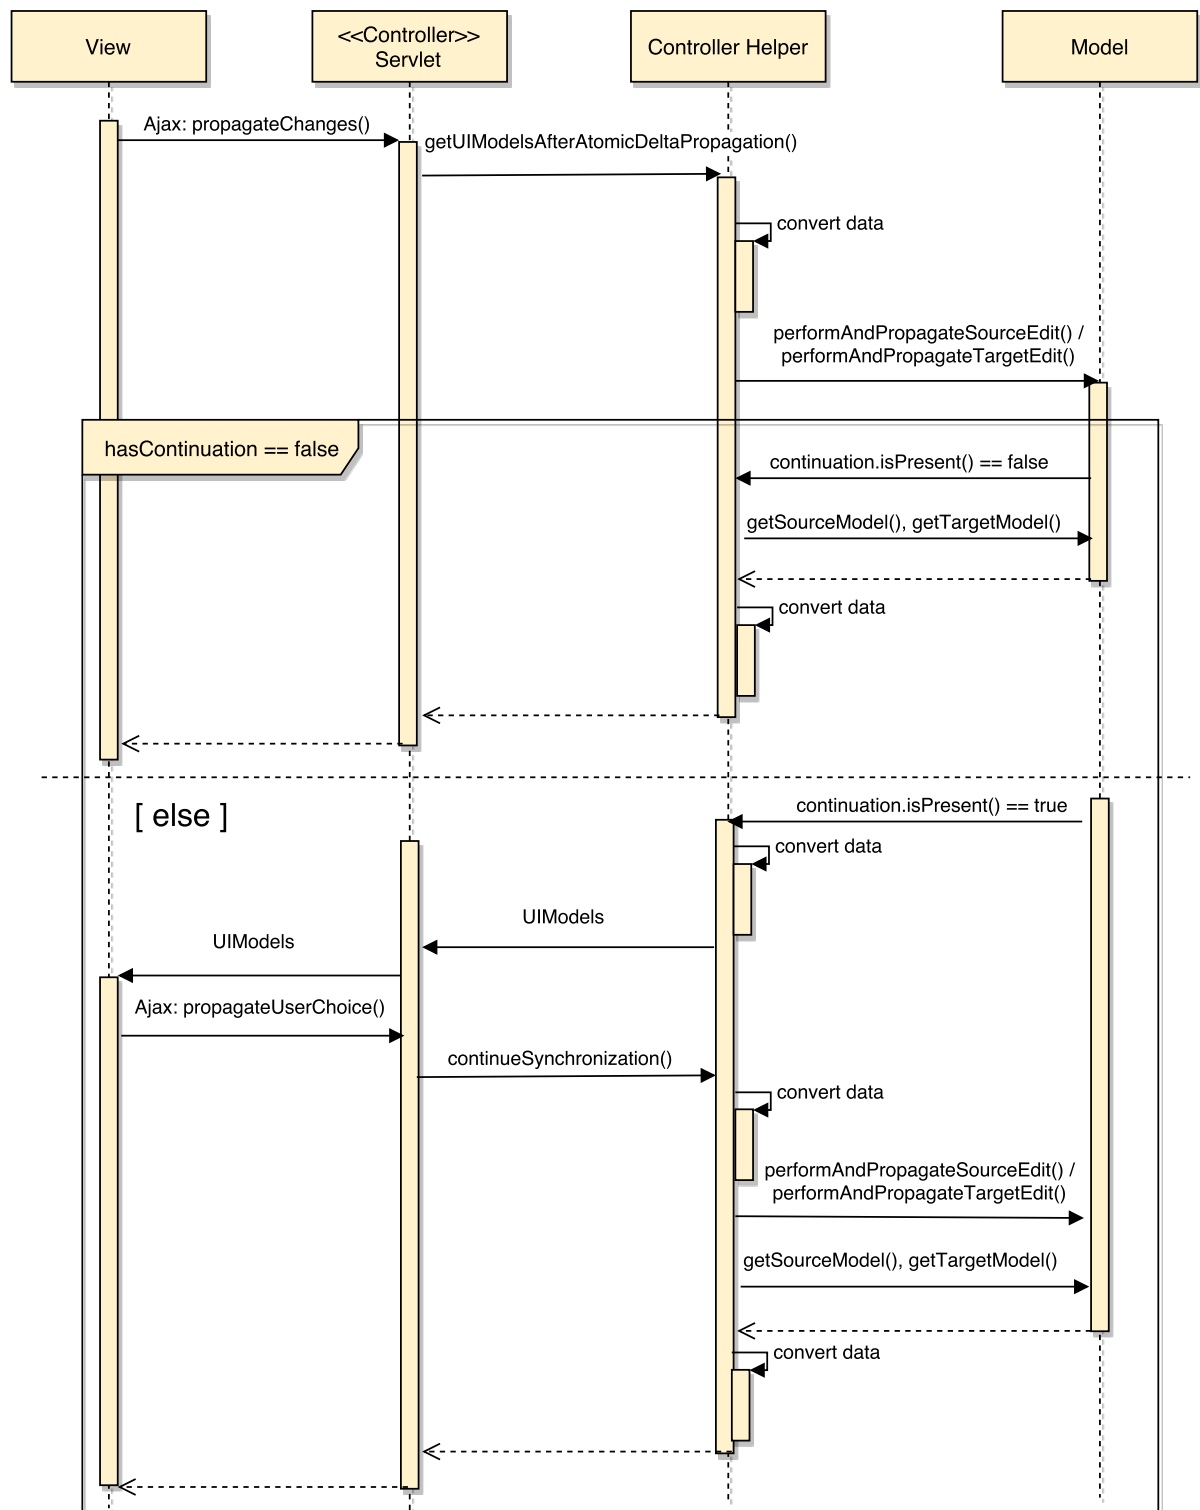 View
<<Controller>>
Servlet
Controller Helper
Model
Ajax: propagateChanges()
getUIModelsAfterAtomicDeltaPropagation()
convert data
performAndPropagateSourceEdit() /
performAndPropagateTargetEdit()
hasContinuation == false
continuation.isPresent() == false
getSourceModel(), getTargetModel()
convert data
[ else ]
continuation.isPresent() == true
convert data
UIModels
UIModels
Ajax: propagateUserChoice()
continueSynchronization()
convert data
performAndPropagateSourceEdit() /
performAndPropagateTargetEdit()
getSourceModel(), getTargetModel()
convert data